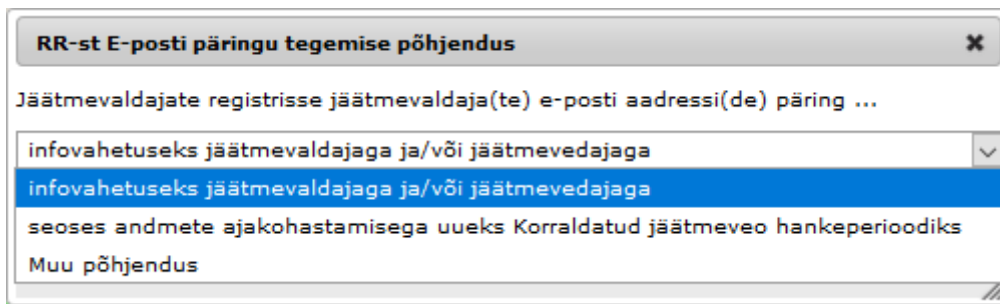 RR-st E-posti päringu tegemise põhjendus
Jäätmevaldajate registrisse jäätmevaldaja(te) e-posti aadressi(de) päring ...
infovahetuseks jäätmevaldajaga ja/või jäätmevedajaga
infovahetuseks jäätmevaldajaga ja/või jäätmevedajaga
seoses andmete ajakohastamisega uueks Korraldatud jäätmeveo hankeperioodiks
Muu põhjendus